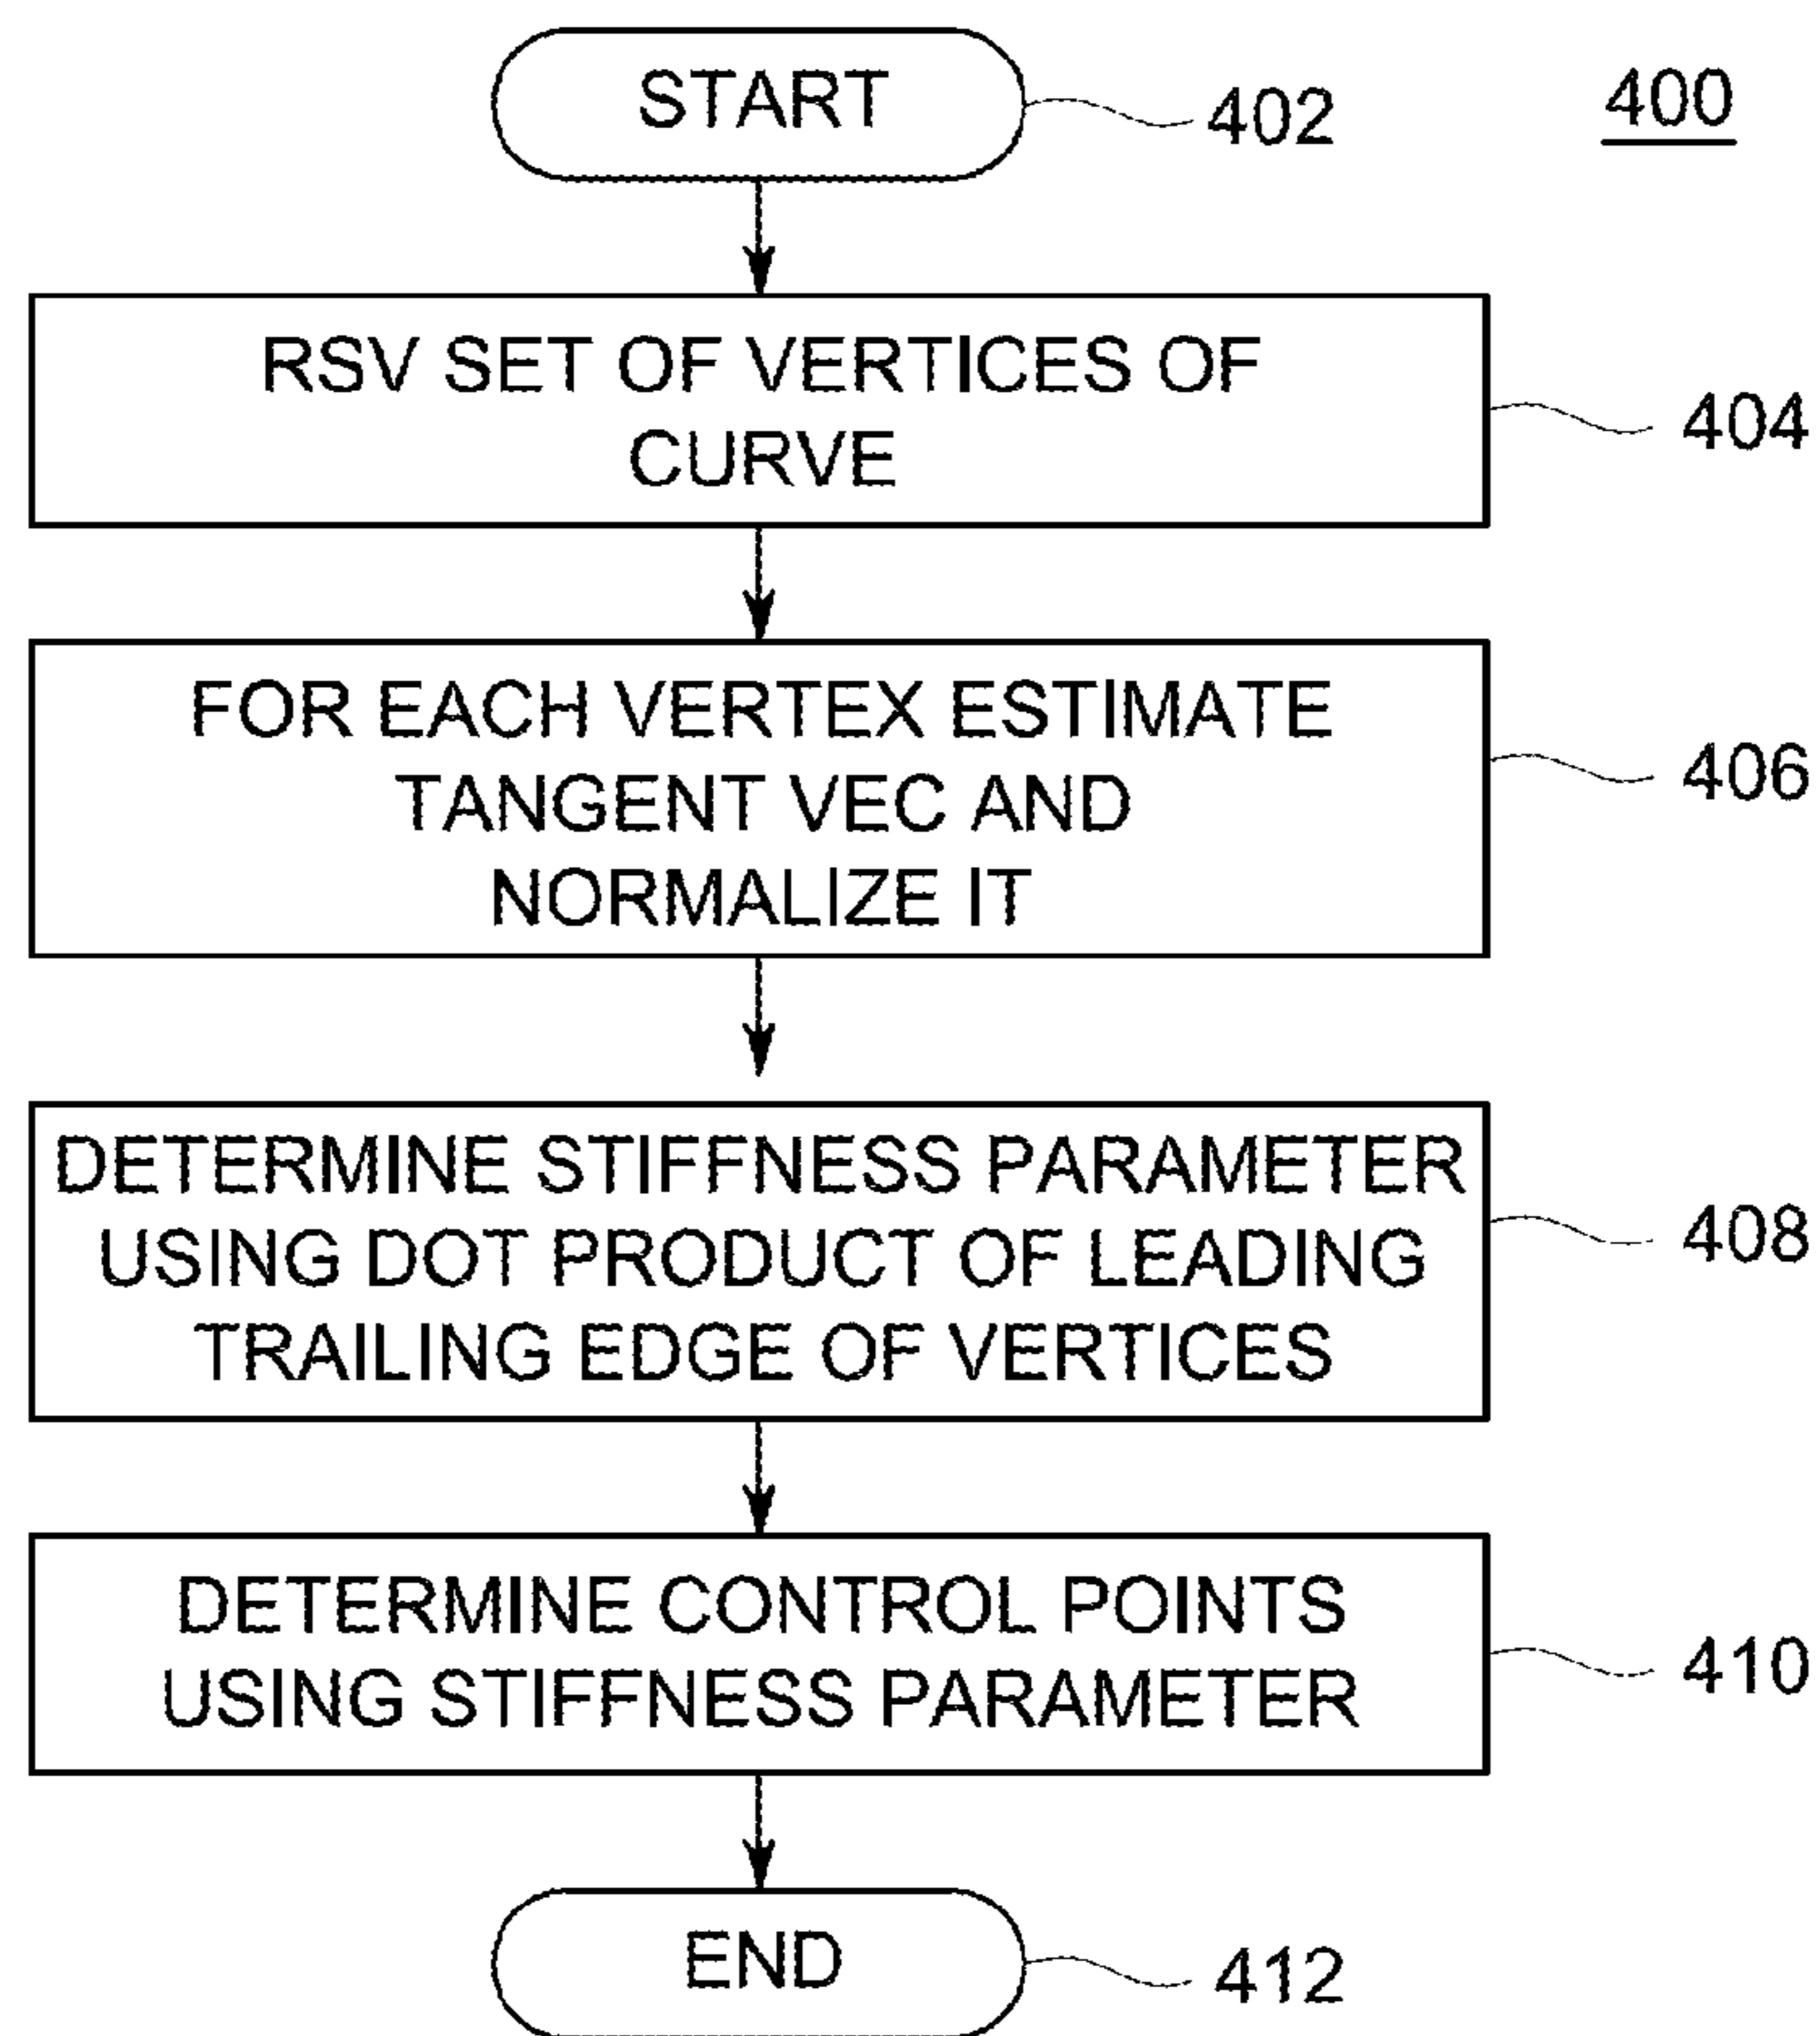 START
402
400
RSV SET OF VERTICES OF
CURVE
404
FOR EACH VERTEX ESTIMATE
TANGENT VEC AND
NORMALIZE IT
406
DETERMINE STIFFNESS PARAMETER
USING DOT PRODUCT OF LEADING
TRAILING EDGE OF VERTICES
408
DETERMINE CONTROL POINTS
USING STIFFNESS PARAMETER
410
END
412